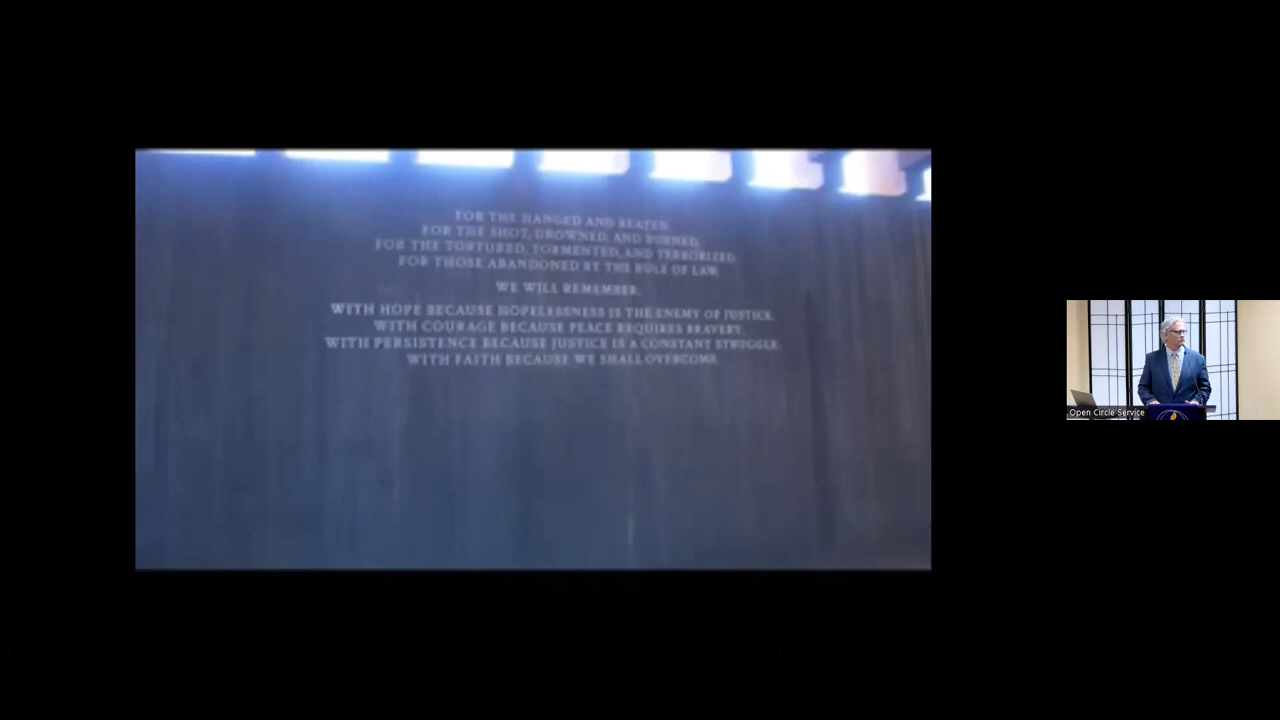 FOR THE HANGED AND BEATEN.
FOR THE SHOT, DROWNED, AND BURNED.
FOR THE TORTURED, TORMENTED, AND TERRORIZED.
FOR THOSE ABANDONED BY THE RULE OF LAW.
WE WILL REMEMBER.
WITH HOPE BECAUSE HOPELESSNESS IS THE ENEMY OF JUSTICE.
WITH COURAGE BECAUSE PEACE REQUIRES BRAVERY.
WITH PERSISTENCE BECAUSE JUSTICE IS A CONSTANT STRUGGLE.
WITH FAITH BECAUSE WE SHALL OVERCOME.
Open Circle Service